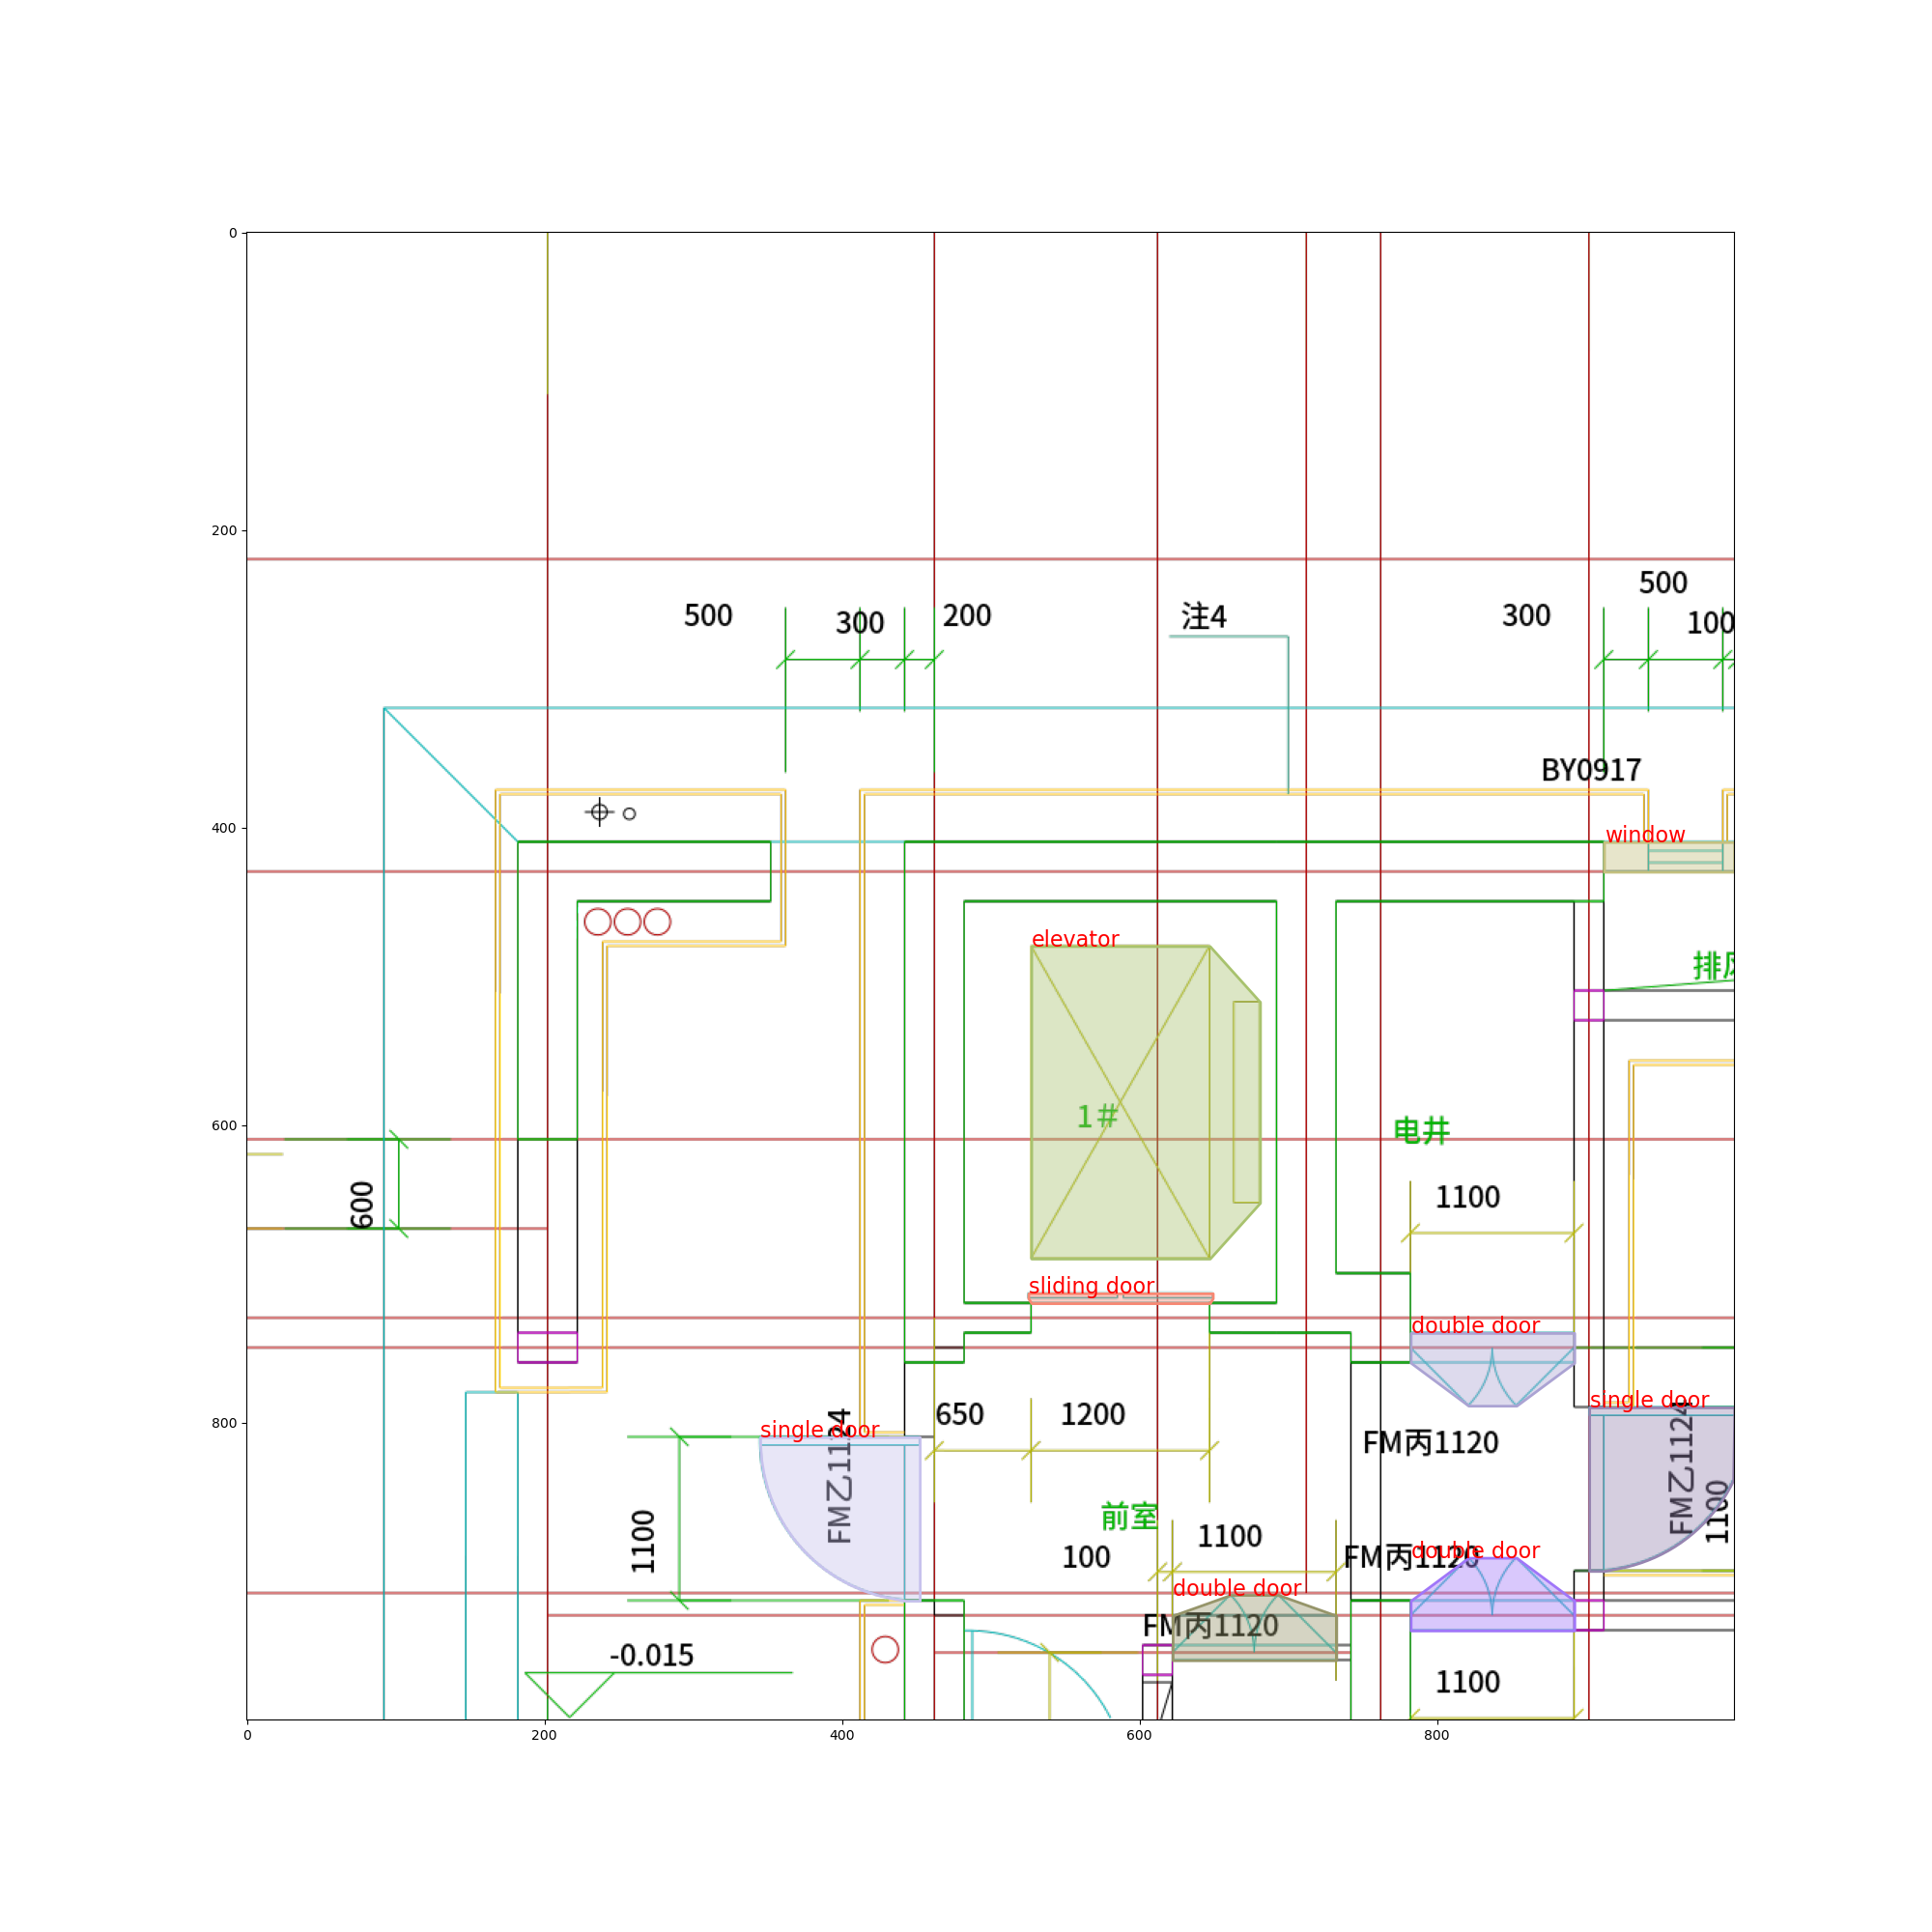 0
200
400
600
800
500
300
200
注4
300
500
100
BY0917
window
elevator
排风
1#
电井
600
1100
sliding door
double door
single door
650
1200
FM丙1120
single door
FM乙1124
FM乙1124
1100
1100
前室
1100
100
FM丙1120
double door
double door
FM丙1120
-0.015
1100
0
200
400
600
800